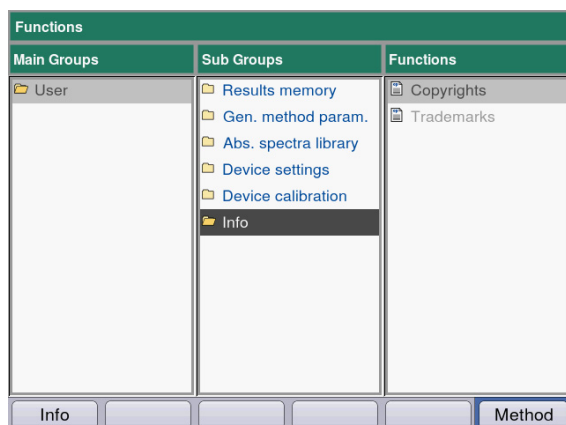 Functions
Main Groups
Sub Groups
Functions
User
Results memory
Gen. method param.
Abs. spectra library
Device settings
Device calibration
Info
Copyrights
Trademarks
Info
Method